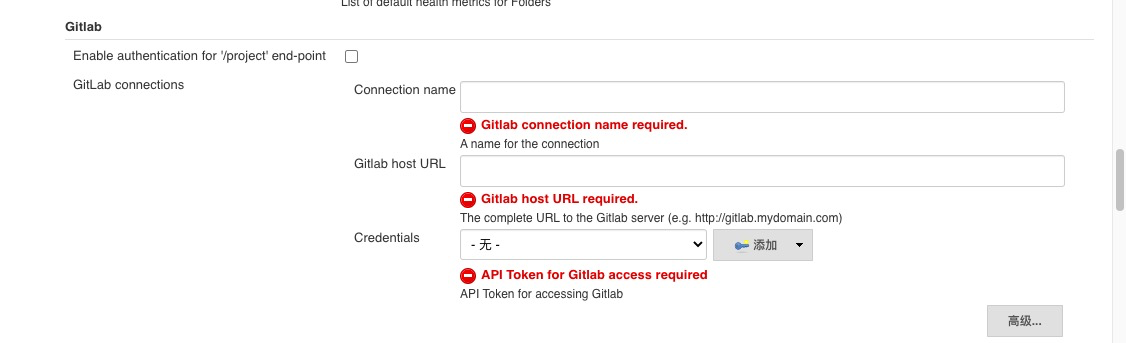 List of default health metrics for Folders
Gitlab
Enable authentication for '/project' end-point
GitLab connections
Connection name
Gitlab connection name required.
A name for the connection
Gitlab host URL
Gitlab host URL required.
The complete URL to the Gitlab server (e.g. http://gitlab.mydomain.com)
Credentials
- 无 -
添加
API Token for Gitlab access required
API Token for accessing Gitlab
高级...